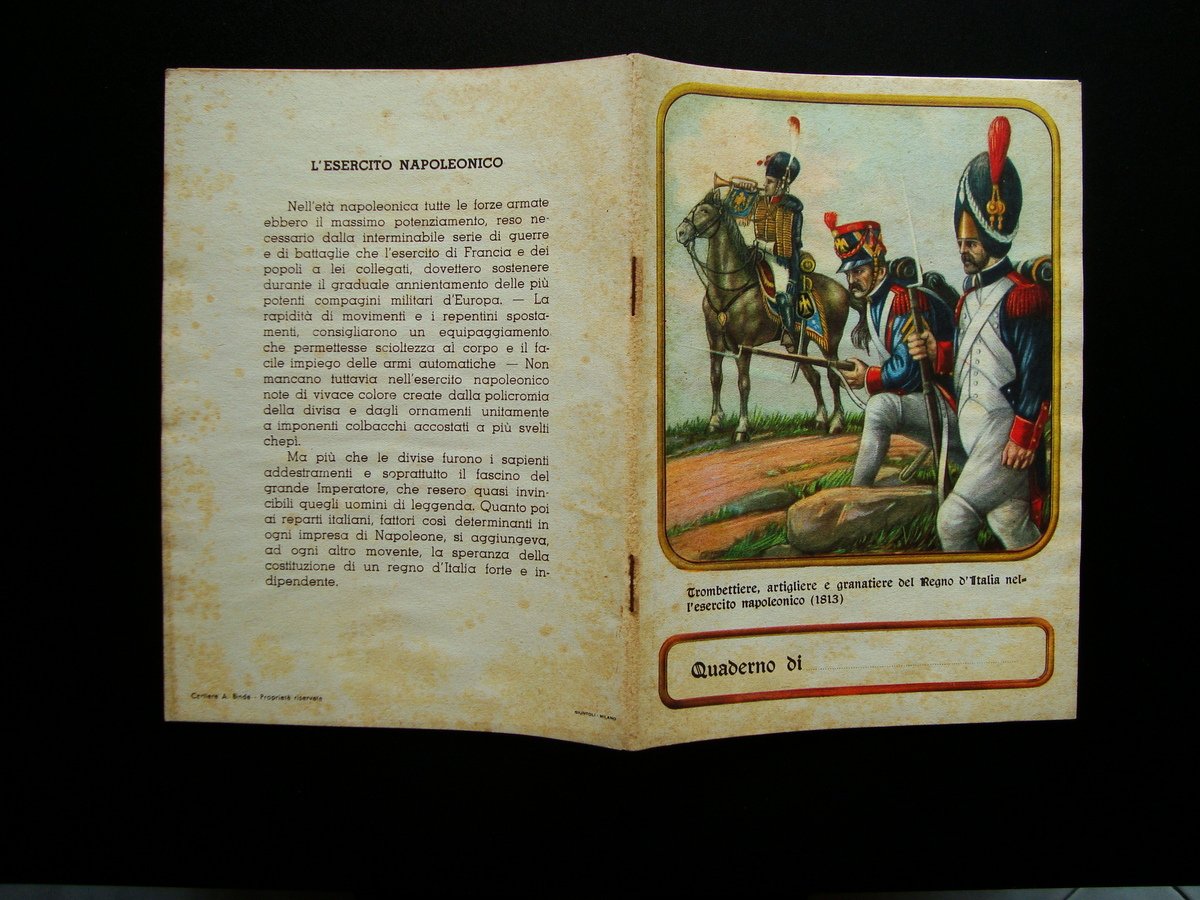 L'ESERCITO NAPOLEONICO
Nell'età napoleonica tutte le forze armate
ebbero il massimo potenziamento, reso ne-
cessario dalla interminabile serie di guerre
e di battaglie che l'esercito di Francia e dei
popoli a lei collegati, dovettero sostenere
durante il graduale annientamento delle più
potenti compagini militari d'Europa. — La
rapidità di movimenti e i repentini sposta-
menti, consigliarono un equipaggiamento
che permettesse scioltezza al corpo e il fa-
cile impiego delle armi automatiche — Non
mancano tuttavia nell'esercito napoleonico
note di vivace colore create dalla policromia
della divisa e dagli ornamenti unitamente
a imponenti colbacchi accostati a più svelti
chepì.
Ma più che le divise furono i sapienti
addestramenti e soprattutto il fascino del
grande Imperatore, che resero quasi invin-
cibili quegli uomini di leggenda. Quanto poi
ai reparti italiani, fattori così determinanti in
ogni impresa di Napoleone, si aggiungeva,
ad ogni altro movente, la speranza della
costituzione di un regno d'Italia forte e in-
dipendente.
Cartiere A. Binda - Proprietà riservata
GIUNTOLI - MILANO
Trombettiere, artigliere e granatiere del Regno d'Italia nel-
l'esercito napoleonico (1813)
Quaderno di